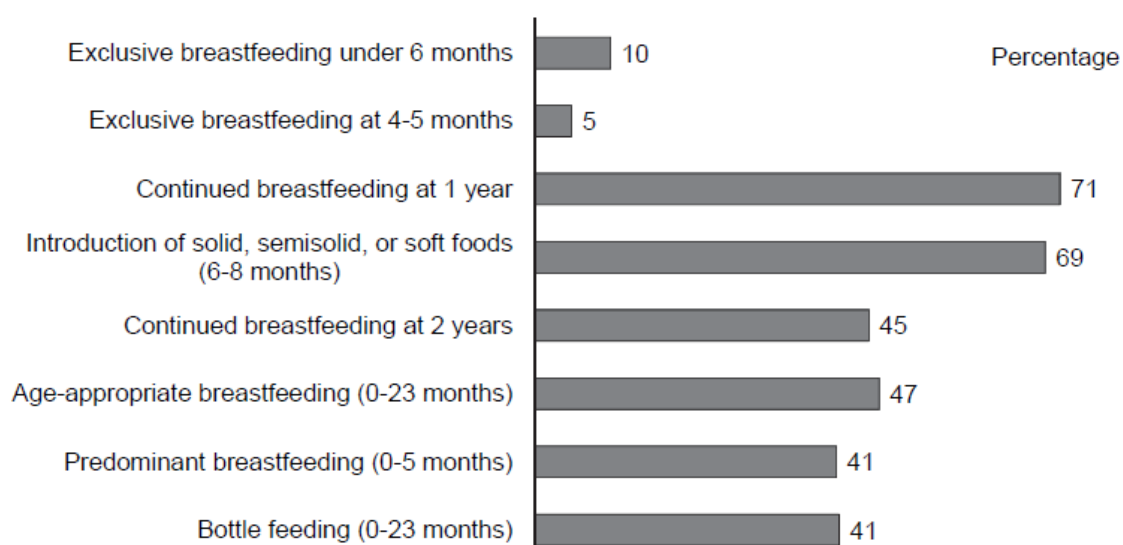 Exclusive breastfeeding under 6 months 10 Percentage
Exclusive breastfeeding at 4-5 months 5
Continued breastfeeding at 1 year 71
Introduction of solid, semisolid, or soft foods
(6-8 months) 69
Continued breastfeeding at 2 years 45
Age-appropriate breastfeeding (0-23 months) 47
Predominant breastfeeding (0-5 months) 41
Bottle feeding (0-23 months) 41